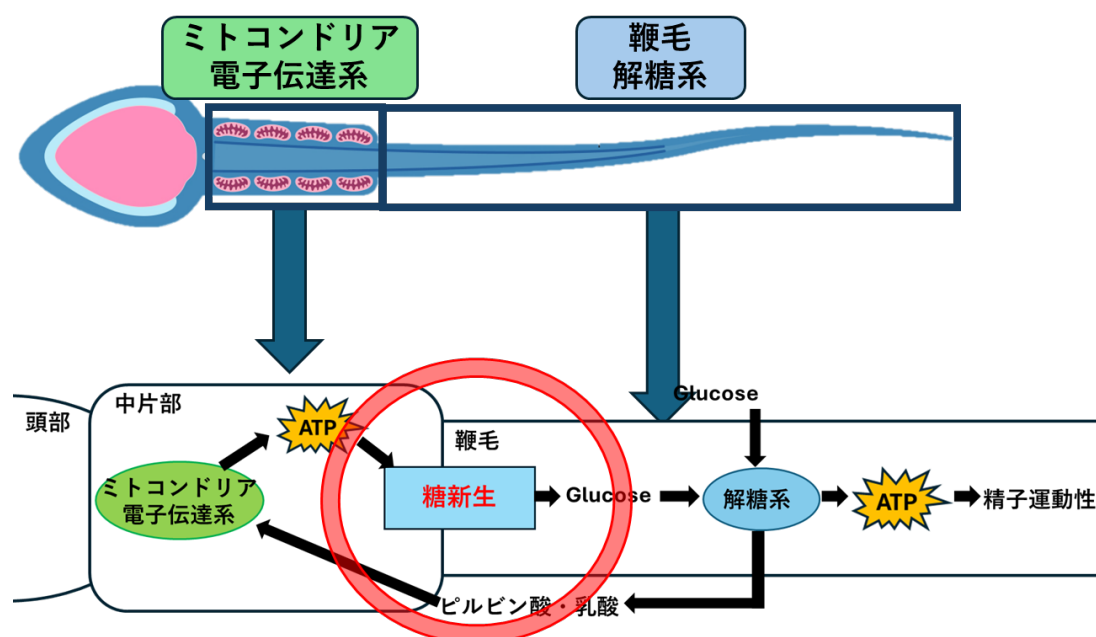 ミトコンドリア
電子伝達系
鞭毛
解糖系
頭部
中片部
ATP
ミトコンドリア
電子伝達系
鞭毛
糖新生
Glucose
Glucose
解糖系
ATP
精子運動性
ピルビン酸・乳酸